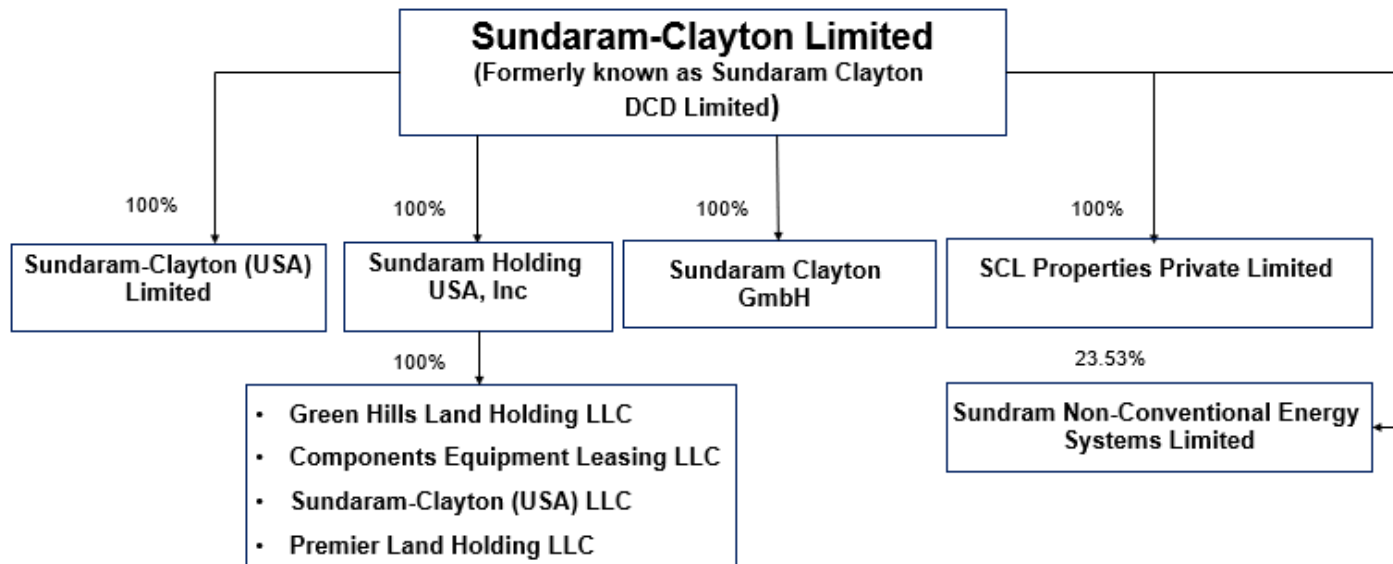 Sundaram-Clayton Limited
(Formerly known as Sundaram Clayton
DCD Limited)
100%
100%
100%
100%
Sundaram-Clayton (USA)
Limited
Sundaram Holding
USA, Inc
Sundaram Clayton
GmbH
SCL Properties Private Limited
100%
23.53%
• Green Hills Land Holding LLC
• Components Equipment Leasing LLC
• Sundaram-Clayton (USA) LLC
• Premier Land Holding LLC
Sundram Non-Conventional Energy
Systems Limited